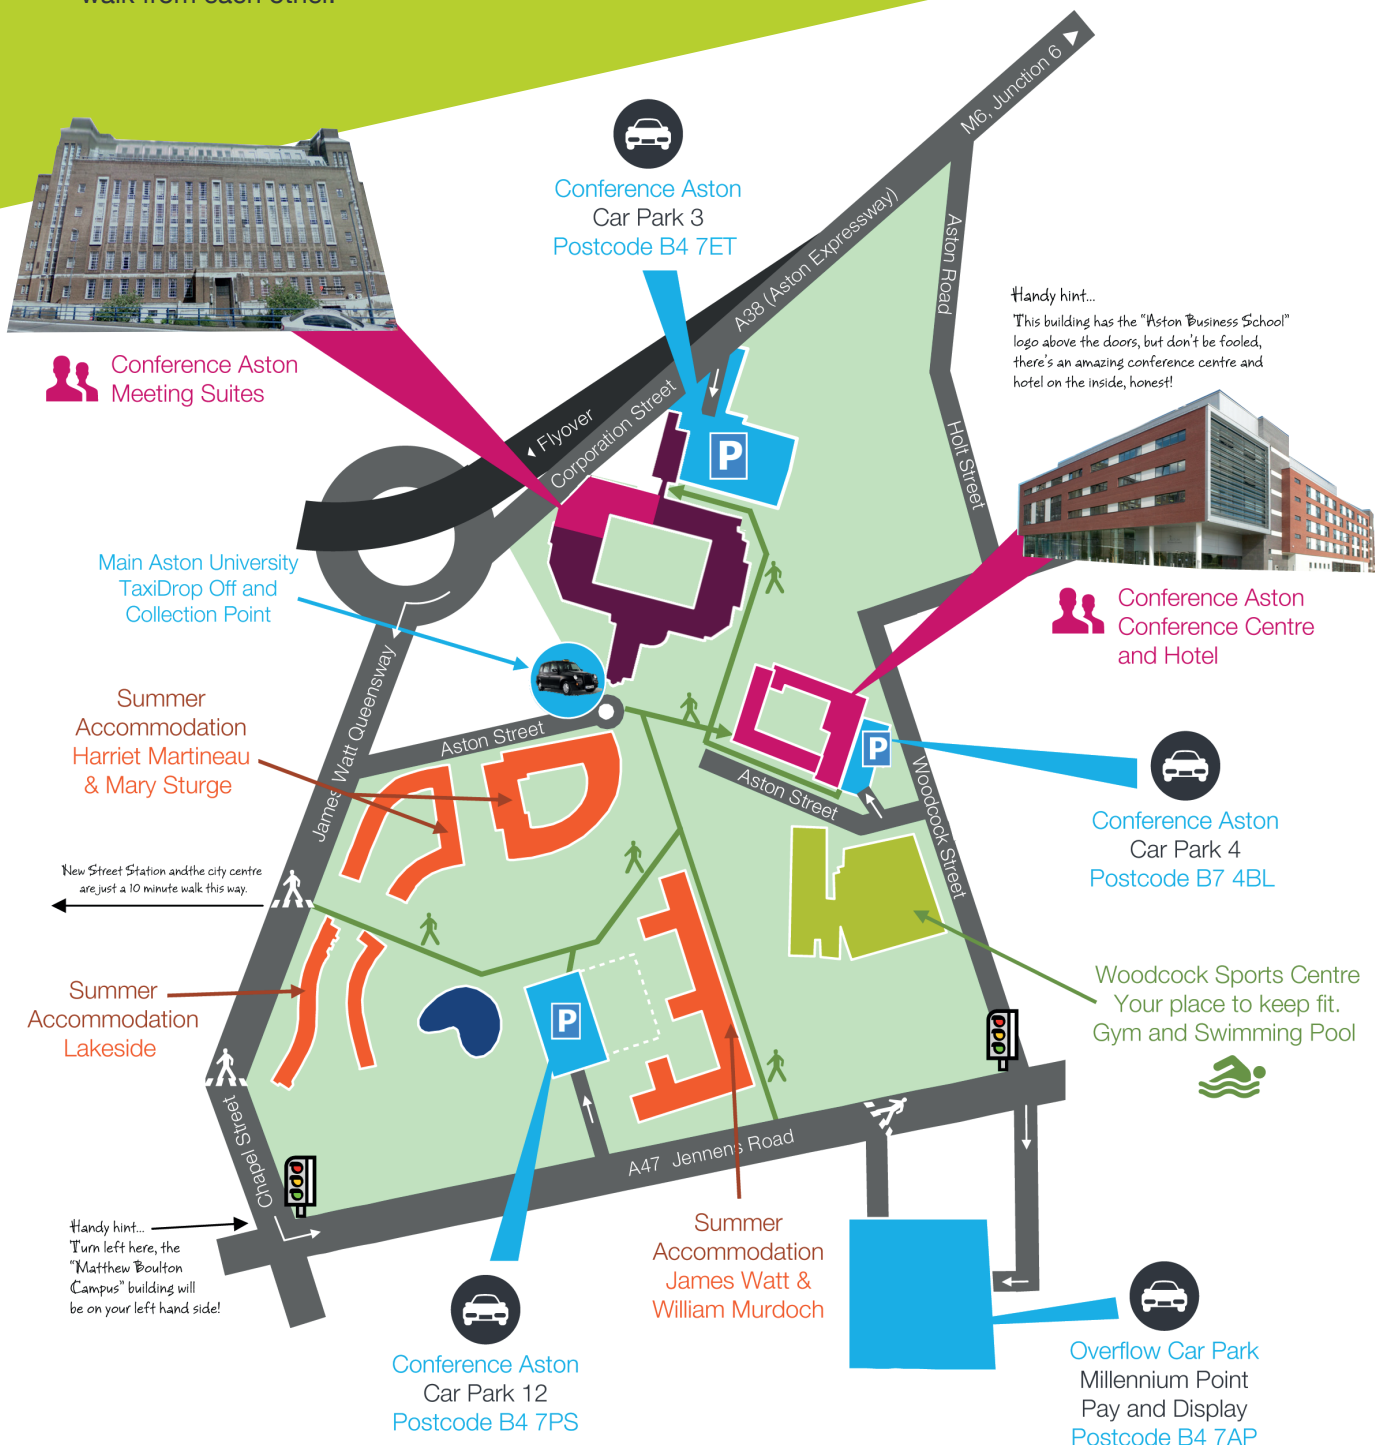 walk from each other.
M6, Junction 6
Conference Aston
Car Park 3
Postcode B4 7ET
A38 (Aston Expressway)
Aston Road
Handy hint...
This building has the "Aston Business School"
logo above the doors, but don't be fooled,
there's an amazing conference centre and
hotel on the inside, honest!
Conference Aston
Meeting Suites
Flyover
Corporation Street
P
Holt Street
Main Aston University
TaxiDrop Off and
Collection Point
Conference Aston
Conference Centre
and Hotel
James Watt Queensway
Summer
Accommodation
Harriet Martineau
& Mary Sturge
Aston Street
P
Aston Street
Woodcock Street
Conference Aston
Car Park 4
Postcode B7 4BL
New Street Station andthe city centre
are just a 10 minute walk this way.
Summer
Accommodation
Lakeside
P
Woodcock Sports Centre
Your place to keep fit.
Gym and Swimming Pool
Chapel Street
A47 Jennens Road
Handy hint...
Turn left here, the
"Matthew Boulton
Campus" building will
be on your left hand side!
Summer
Accommodation
James Watt &
William Murdoch
Conference Aston
Car Park 12
Postcode B4 7PS
Overflow Car Park
Millennium Point
Pay and Display
Postcode B4 7AP